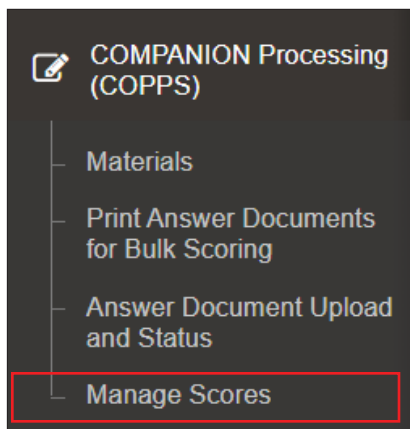 COMPANION Processing
(COPPS)
Materials
Print Answer Documents
for Bulk Scoring
Answer Document Upload
and Status
Manage Scores